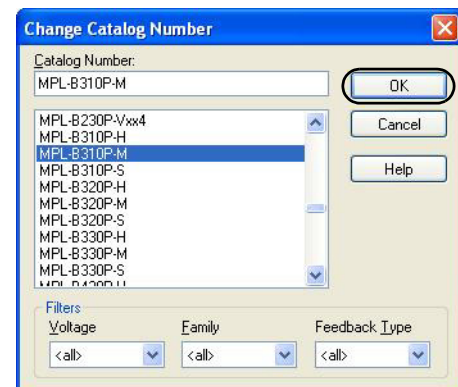 Change Catalog Number
Catalog Number:
MPL-B310P-M
OK
MPL-B230P-Vxx4
Cancel
MPL-B310P-H
MPL-B310P-M
MPL-B310P-S
Help
MPL-B320P-H
MPL-B320P-M
MPL-B320P-S
MPL-B330P-H
MPL-B330P-M
MPL-B330P-S
Filters
Voltage
Family
Feedback Type
<all>
<all>
<all>